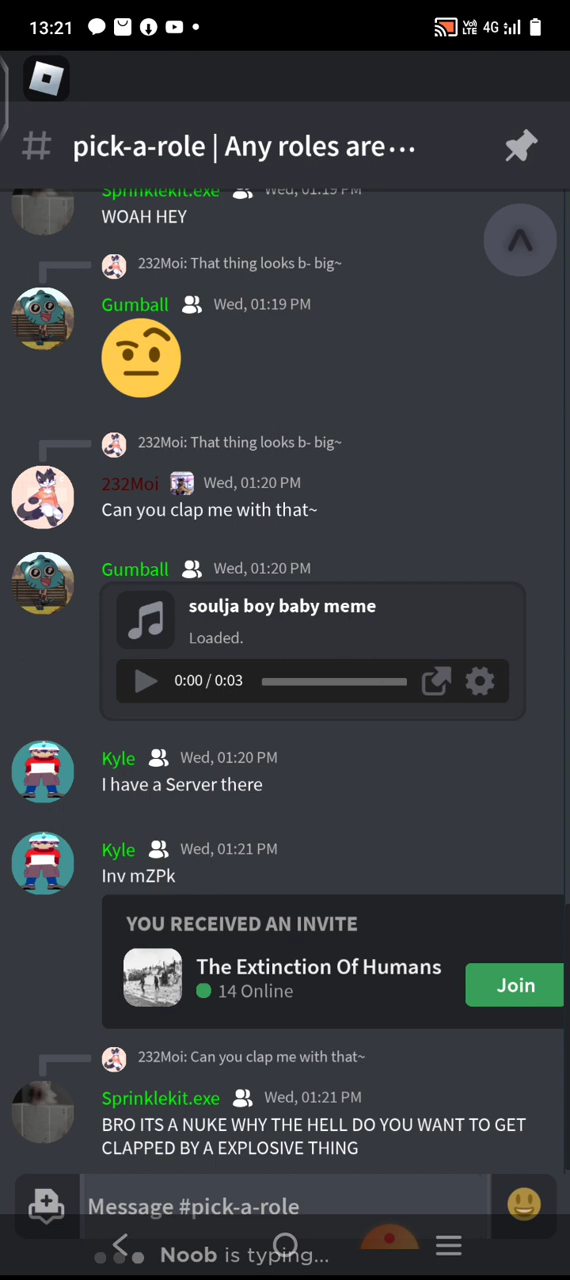 13:21
Vo)
LTE
4G
# pick-a-role | Any roles are...
Sprinklekit.exe Wed, 01:19 PM
WOAH HEY
232Moi: That thing looks b- big~
Gumball Wed, 01:19 PM
232Moi: That thing looks b- big~
232Moi Wed, 01:20 PM
Can you clap me with that~
Gumball Wed, 01:20 PM
soulja boy baby meme
Loaded.
0:00 / 0:03
Kyle Wed, 01:20 PM
I have a Server there
Kyle Wed, 01:21 PM
Inv mZPk
YOU RECEIVED AN INVITE
The Extinction Of Humans
14 Online
Join
232Moi: Can you clap me with that~
Sprinklekit.exe Wed, 01:21 PM
BRO ITS A NUKE WHY THE HELL DO YOU WANT TO GET
CLAPPED BY A EXPLOSIVE THING
Message #pick-a-role
Noob is typing...